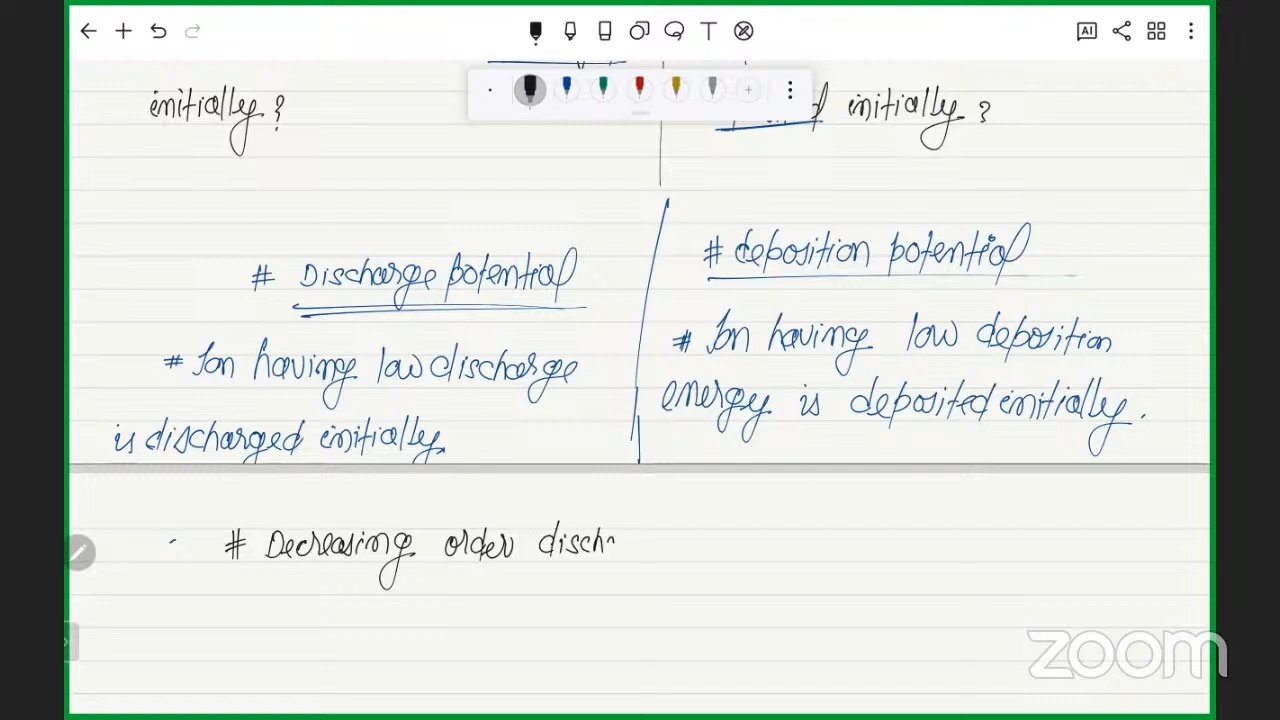 AI
initially?
initially?
# Discharge potential
# Ion having low discharge
is discharged initially
# deposition potential
# Ion having low deposition
energy is deposited initially.
# Decreasing order disch
zoom